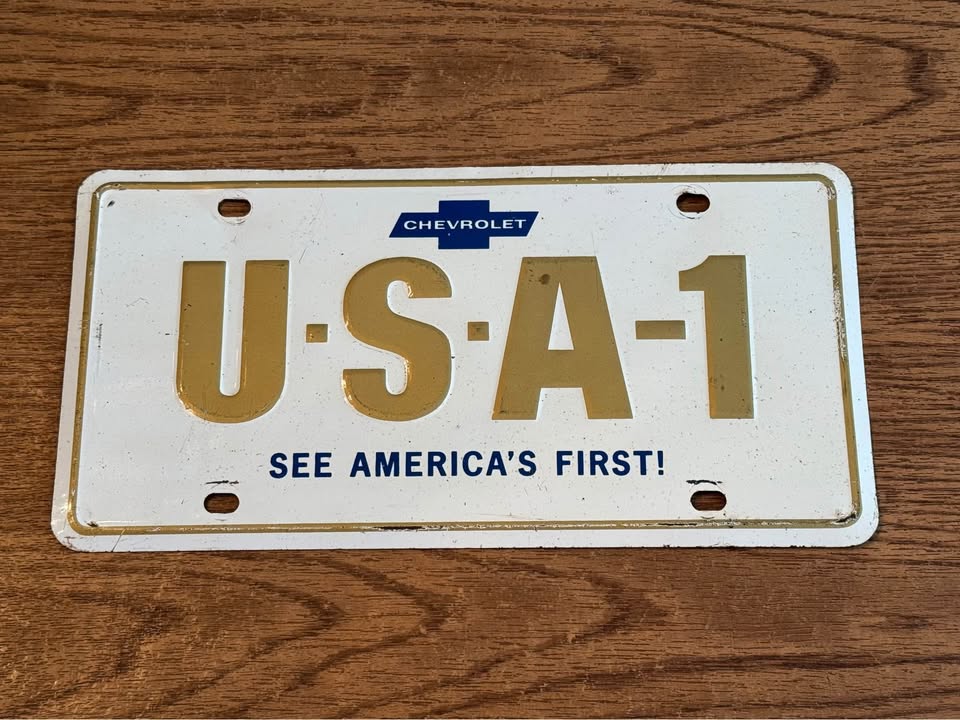 CHEVROLET
U·S·A-1
SEE AMERICA'S FIRST!